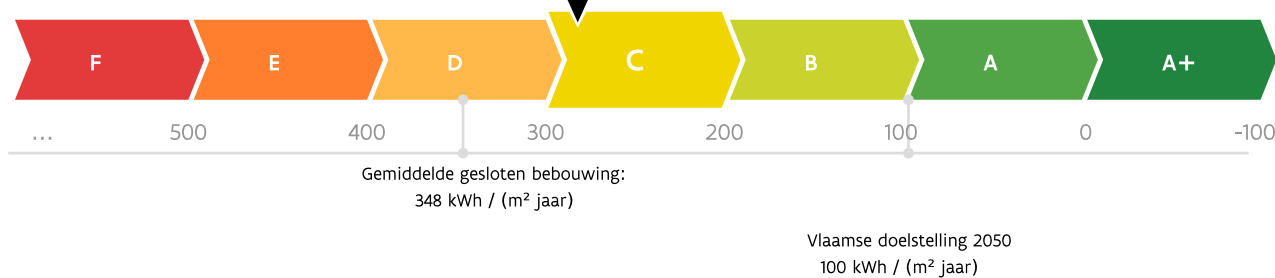 F E D C B A A+
... 500 400 300 200 100 0 -100
Gemiddelde gesloten bebouwing:
348 kWh / (m² jaar)
Vlaamse doelstelling 2050
100 kWh / (m² jaar)